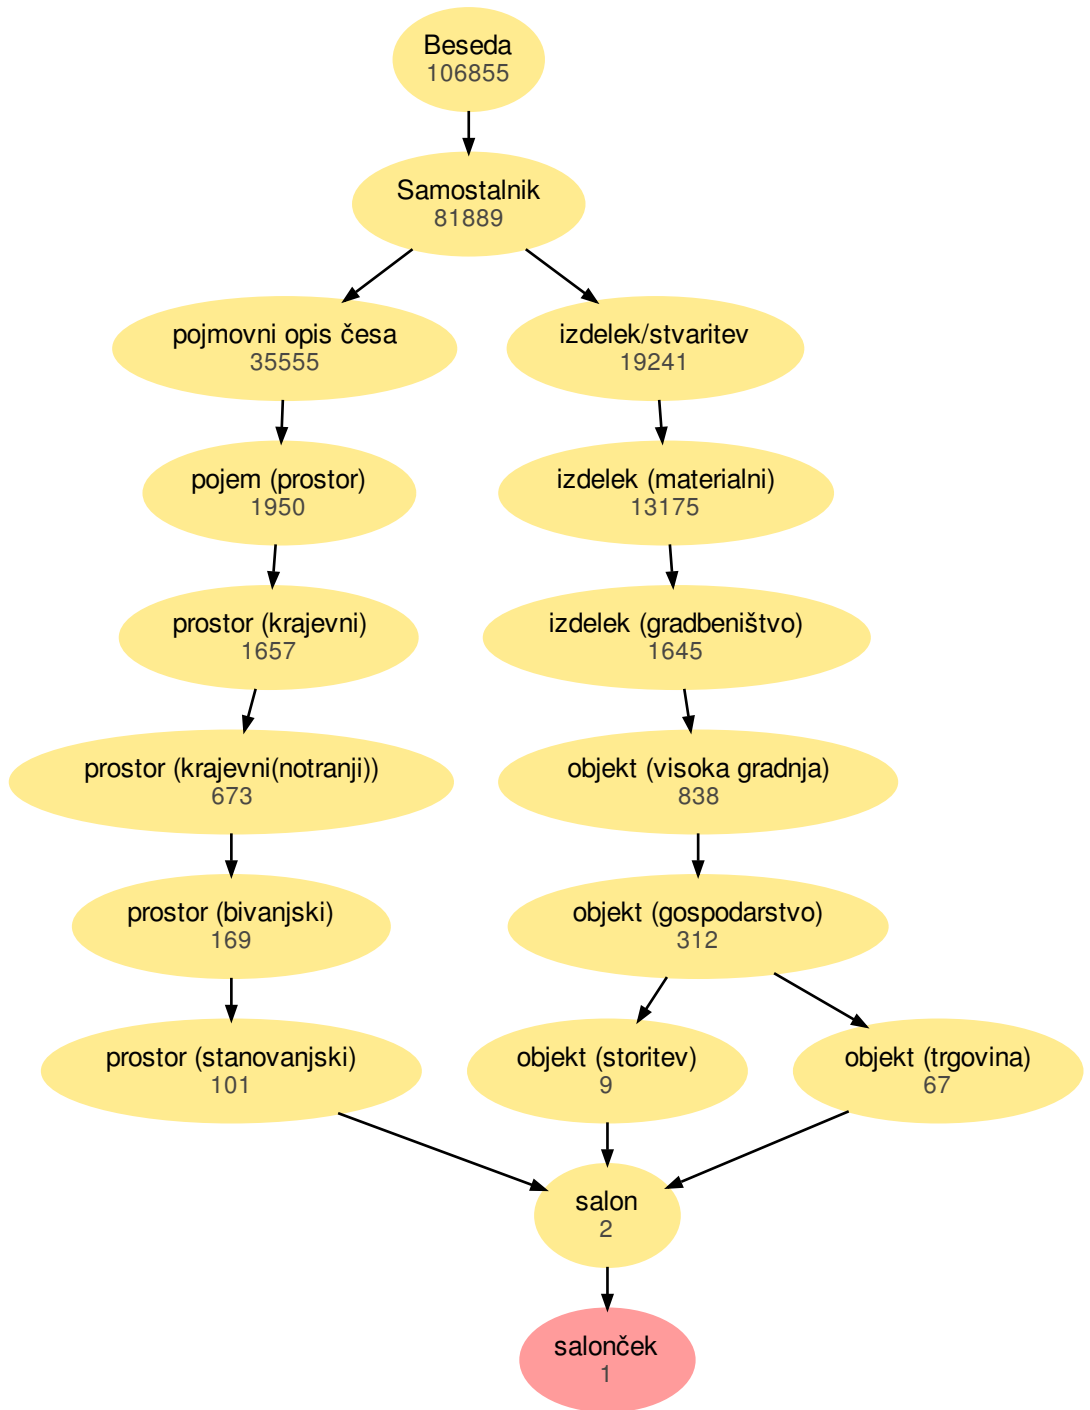 Beseda
106855
Samostalnik
81889
pojmovni opis česa
35555
izdelek/stvaritev
19241
pojem (prostor)
1950
izdelek (materialni)
13175
prostor (krajevni)
1657
izdelek (gradbeništvo)
1645
prostor (krajevni(notranji))
673
objekt (visoka gradnja)
838
prostor (bivanjski)
169
objekt (gospodarstvo)
312
prostor (stanovanjski)
101
objekt (storitev)
9
objekt (trgovina)
67
salon
2
salonček
1